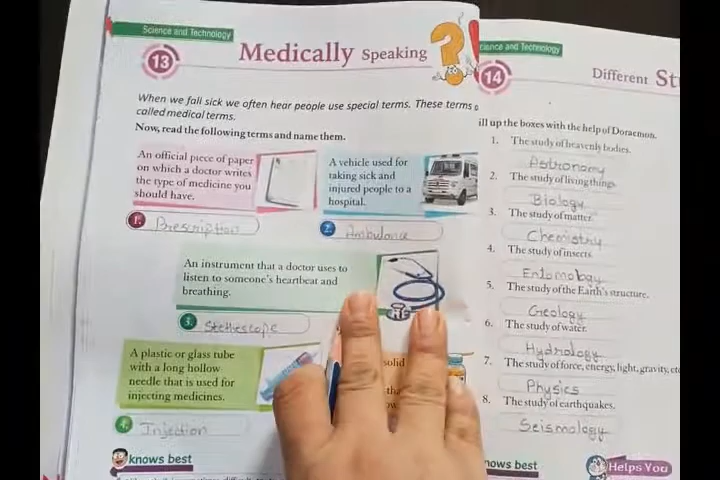 Science and Technology
13
Medically Speaking
When we fall sick we often hear people use special terms. These terms
called medical terms.
Now, read the following terms and name them.
An official piece of paper
on which a doctor writes
the type of medicine you
should have.
1. Prescription
A vehicle used for
taking sick and
injured people to a
hospital.
2. Ambulance
An instrument that a doctor uses to
listen to someone's heartbeat and
breathing.
3. Stethescope
A plastic or glass tube
with a long hollow
needle that is used for
injecting medicines.
4. Injection
solid
knows best
cience and Technology
14
Different St
ill up the boxes with the help of Doraemon.
1. The study of heavenly bodies.
Astronomy
2. The study of living things.
Biology
3. The study of matter.
Chemistry
4. The study of insects.
Entomology
5. The study of the Earth's structure.
Geology
6. The study of water.
Hydrology
7. The study of force, energy, light, gravity, etc
Physics
8. The study of earthquakes.
Seismology
nows best
Helps You